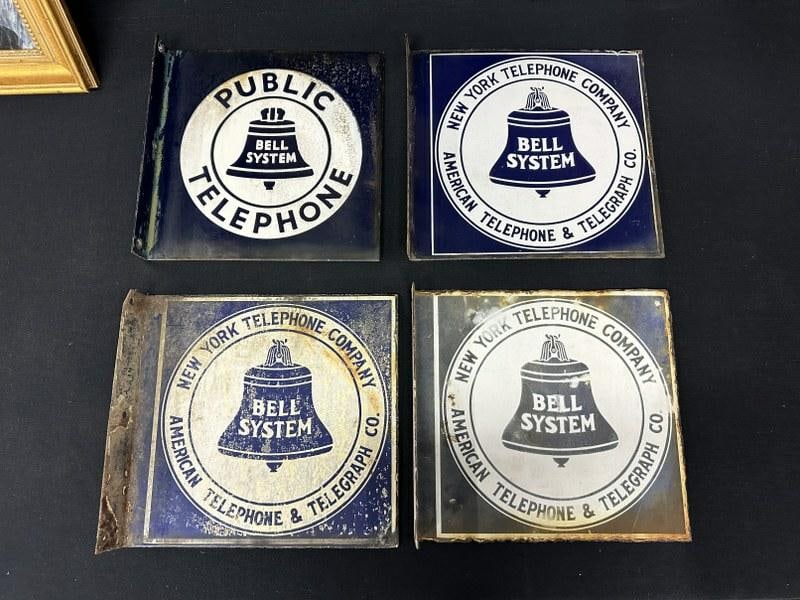 PUBLIC
BELL
SYSTEM
TELEPHONE
NEW YORK TELEPHONE COMPANY
BELL
SYSTEM
AMERICAN TELEPHONE & TELEGRAPH CO.
NEW YORK TELEPHONE COMPANY
BELL
SYSTEM
AMERICAN TELEPHONE & TELEGRAPH CO.
NEW YORK TELEPHONE COMPANY
BELL
SYSTEM
AMERICAN TELEPHONE & TELEGRAPH CO.